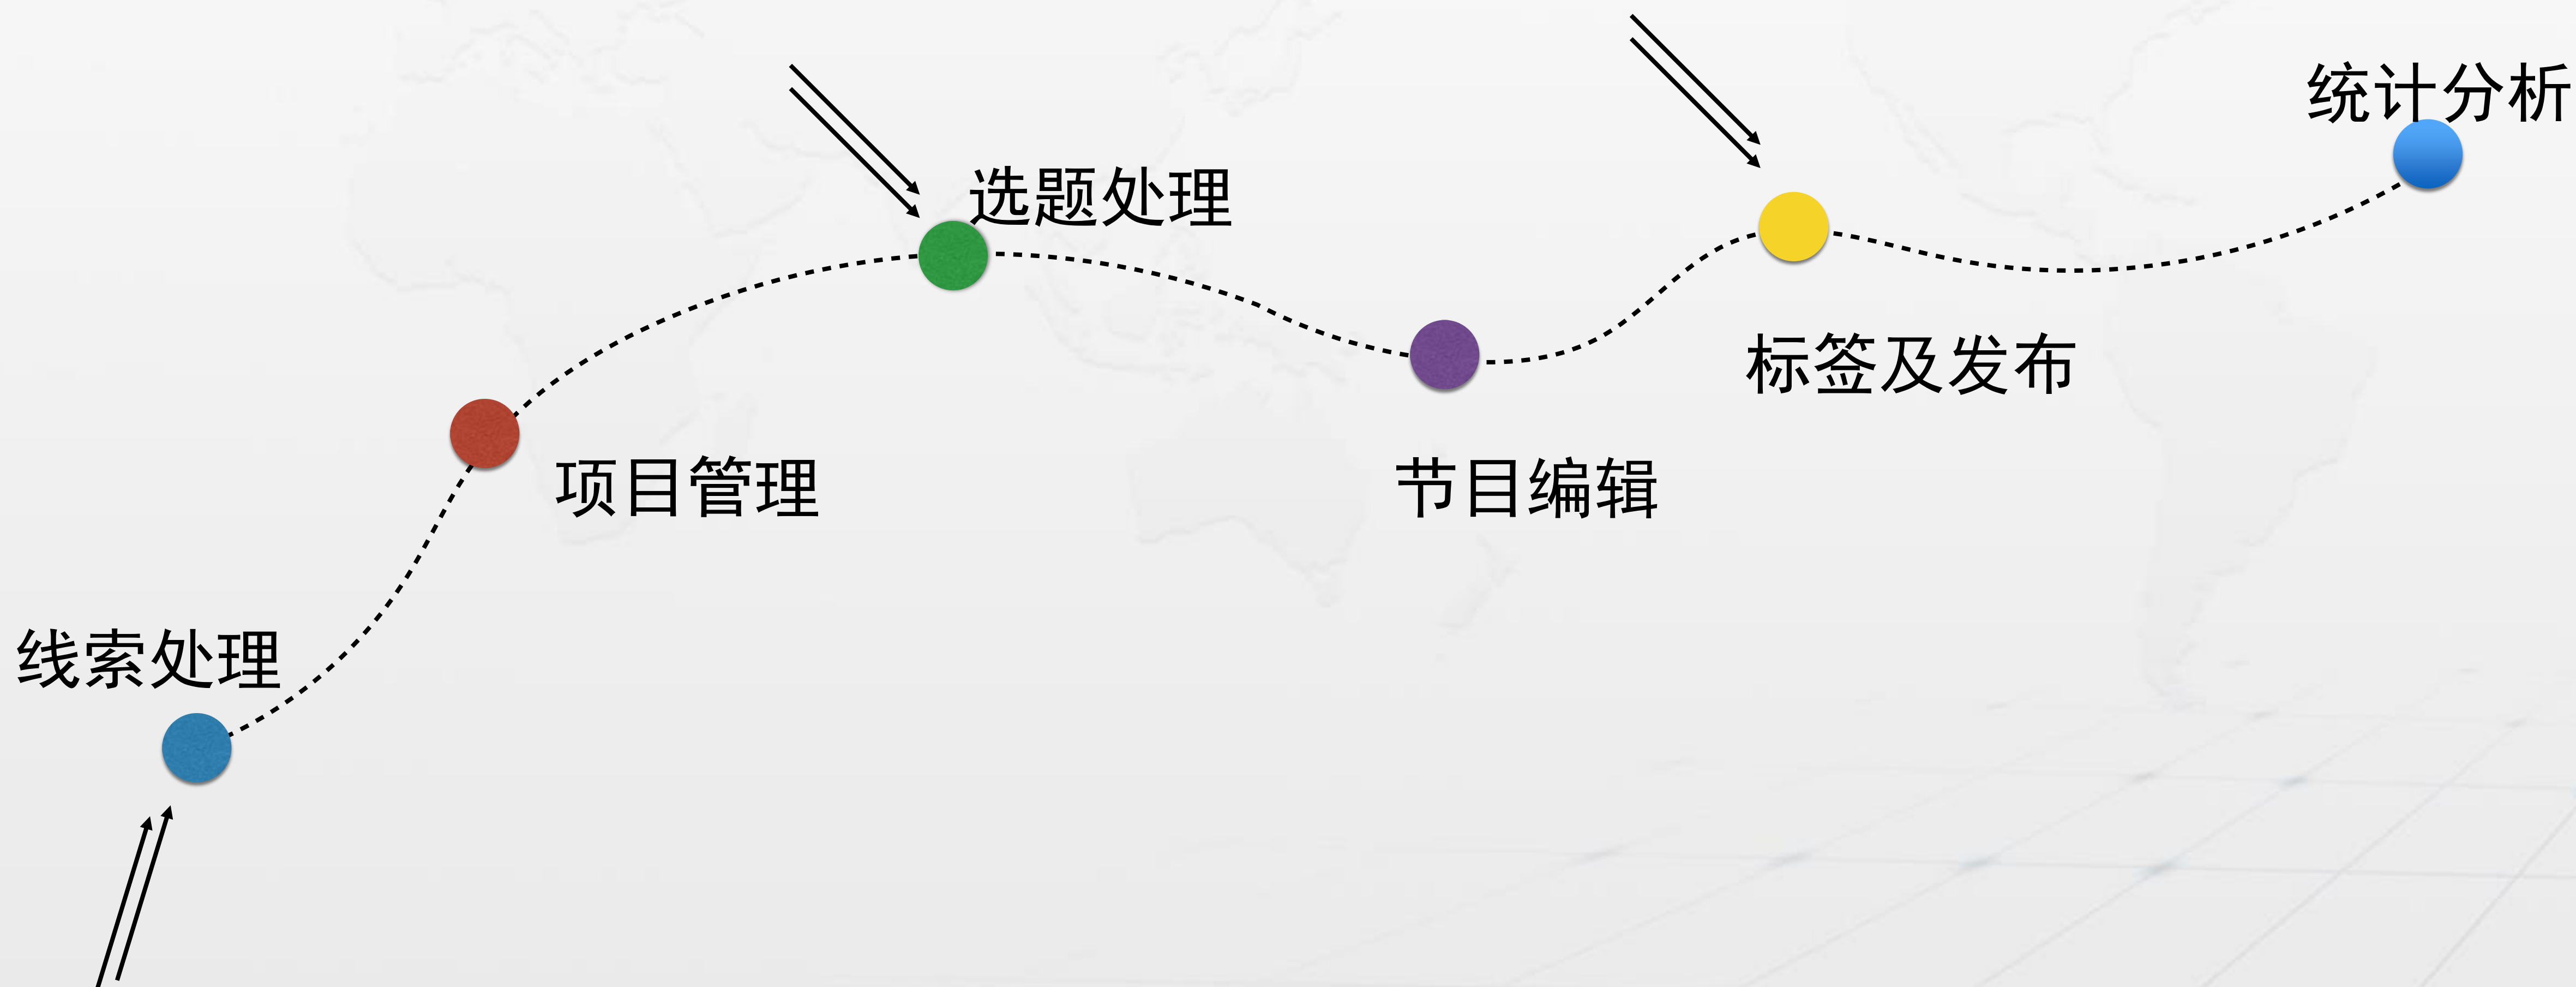 统计分析
选题处理
标签及发布
项目管理
节目编辑
线索处理